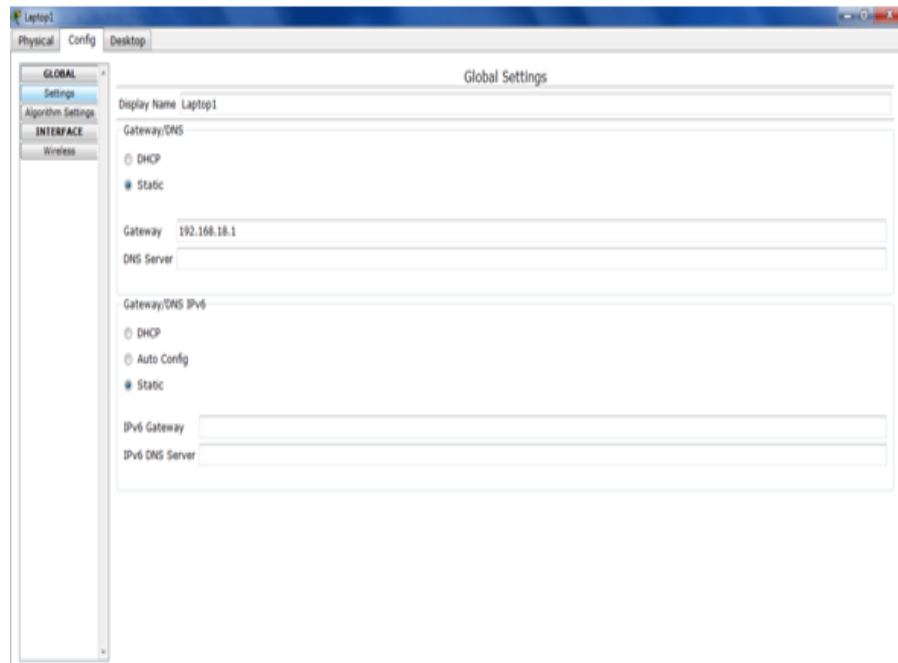 Laptop1
Physical Config Desktop
GLOBAL
Settings
Algorithm Settings
INTERFACE
Wireless
Global Settings
Display Name Laptop1
Gateway/DNS
DHCP
Static
Gateway 192.168.18.1
DNS Server
Gateway/DNS IPv6
DHCP
Auto Config
Static
IPv6 Gateway
IPv6 DNS Server